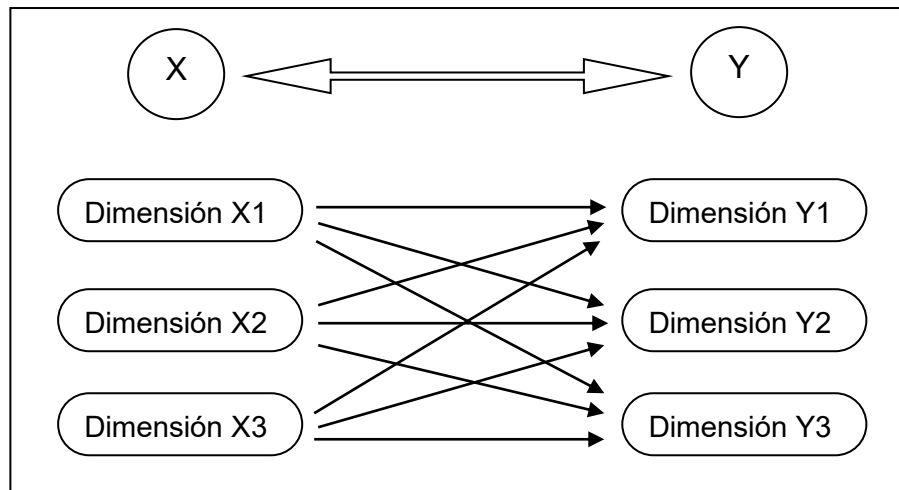 X
Y
Dimensión X1
Dimensión Y1
Dimensión X2
Dimensión Y2
Dimensión X3
Dimensión Y3